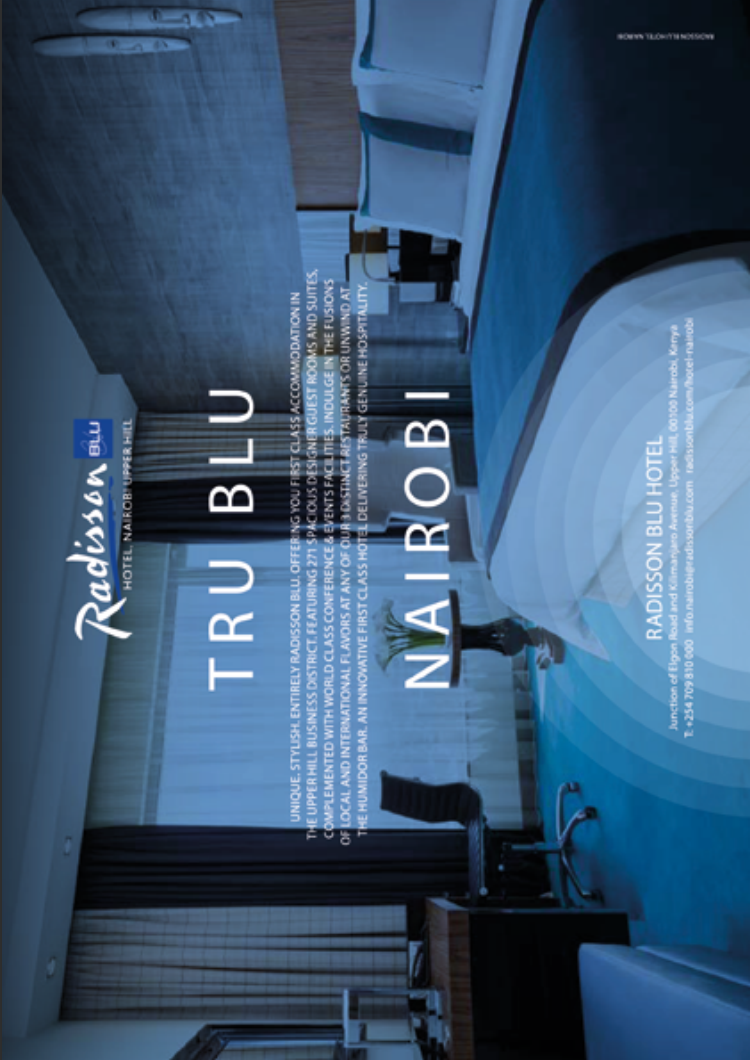 Radisson BLU
HOTEL, NAIROBI UPPER HILL
TRU BLU
UNIQUE, STYLISH, ENTIRELY RADISSON BLU. OFFERING YOU FIRST CLASS ACCOMMODATION IN
THE UPPER HILL BUSINESS DISTRICT, FEATURING 271 SPACIOUS DESIGNER GUEST ROOMS AND SUITES,
COMPLEMENTED WITH WORLD CLASS CONFERENCE & EVENTS FACILITIES. INDULGE IN THE FUSIONS
OF LOCAL AND INTERNATIONAL FLAVORS AT ANY OF OUR 3 DISTINCT RESTAURANTS OR UNWIND AT
THE HUMIDOR BAR. AN INNOVATIVE FIRST CLASS HOTEL DELIVERING TRULY GENUINE HOSPITALITY.
NAIROBI
RADISSON BLU HOTEL
Junction of Elgon Road and Kilimanjaro Avenue, Upper Hill, 00100 Nairobi, Kenya
T: +254 709 810 000 info.nairobi@radissonblu.com radissonblu.com/hotel-nairobi
RADISSON BLU HOTEL, NAIROBI